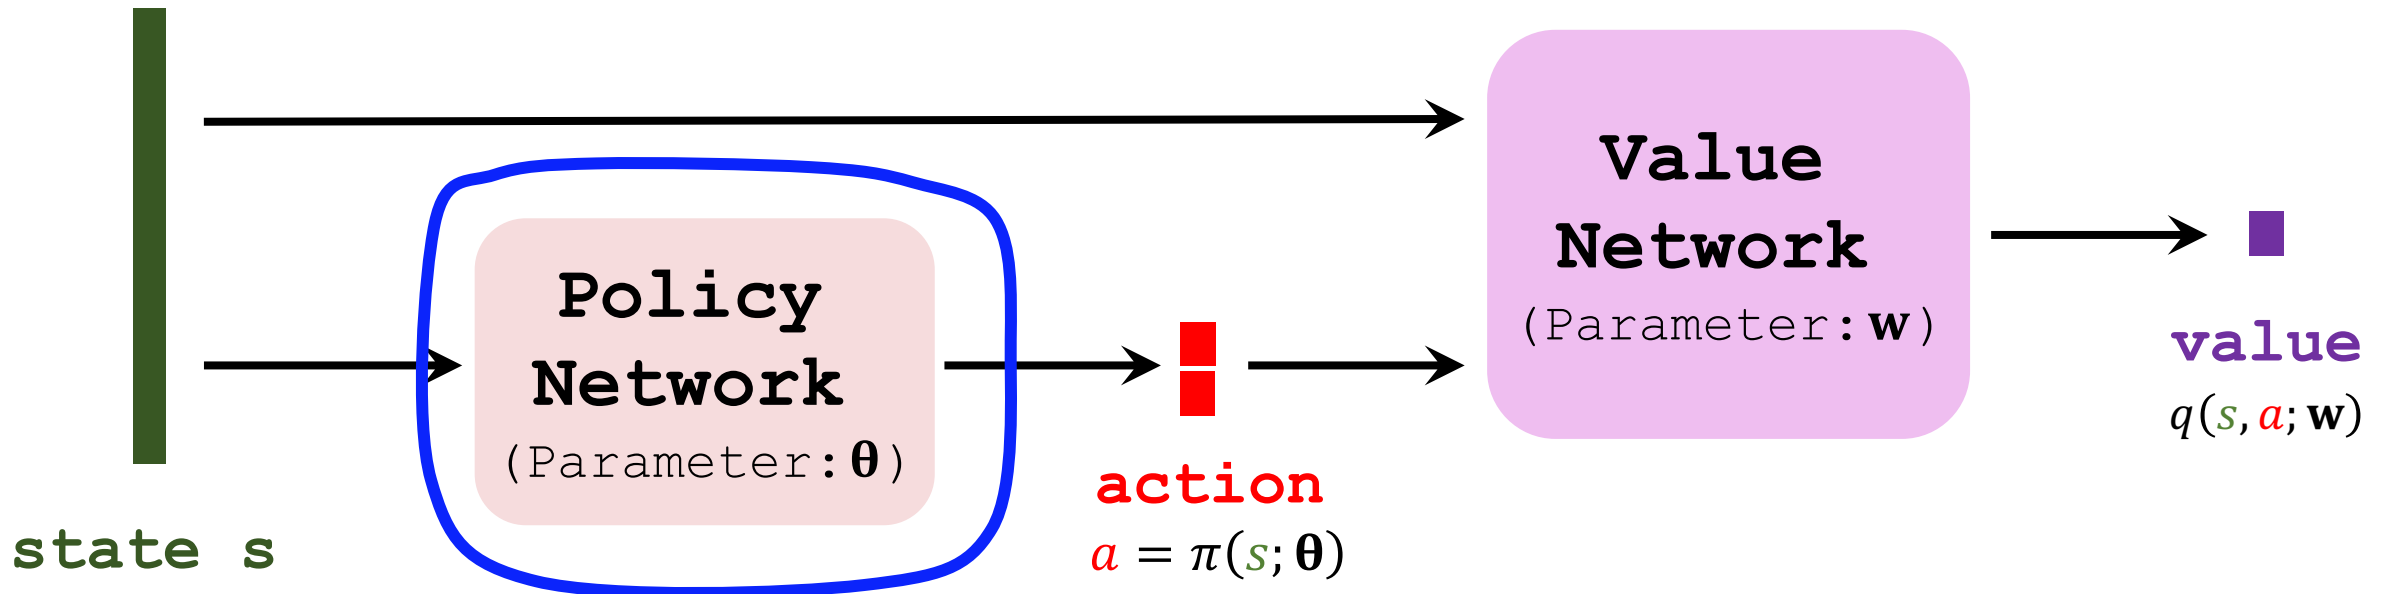 state s
Policy
Network
(Parameter: θ)
action
a = π(s; θ)
Value
Network
(Parameter: w)
value
q(s, a; w)